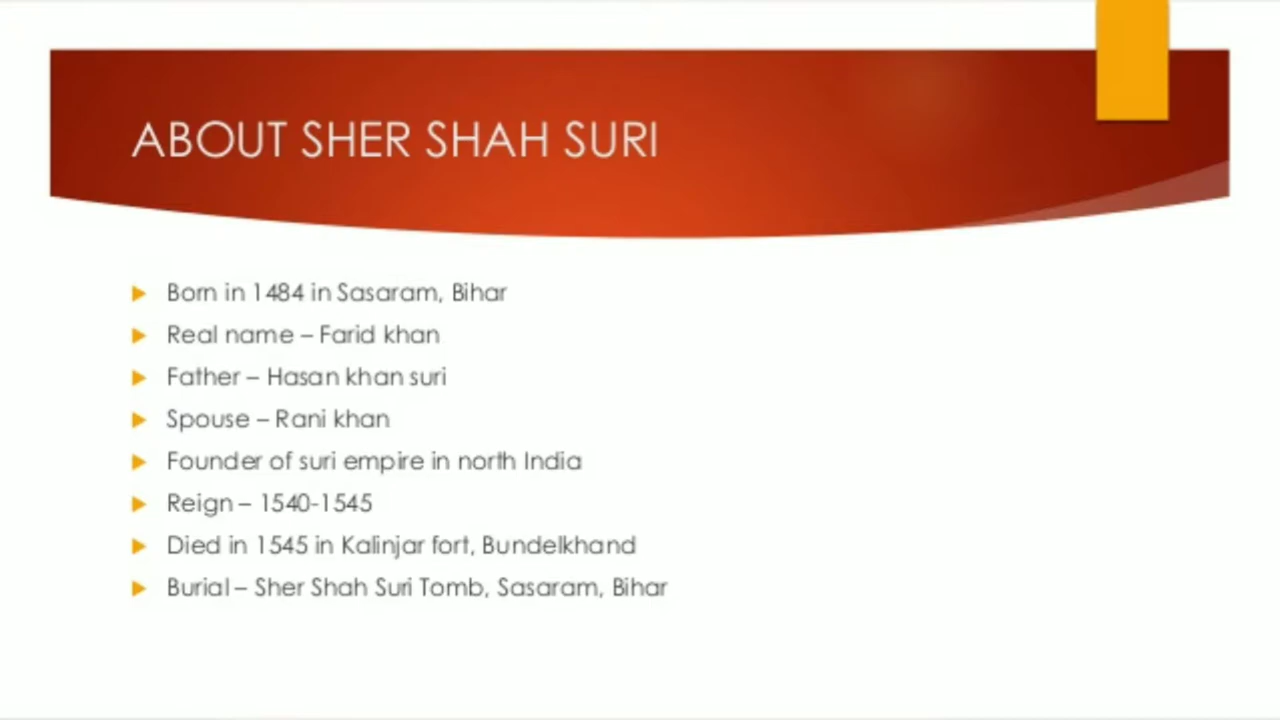 ABOUT SHER SHAH SURI
Born in 1484 in Sasaram, Bihar
Real name – Farid khan
Father – Hasan khan suri
Spouse – Rani khan
Founder of suri empire in north India
Reign – 1540-1545
Died in 1545 in Kalinjar fort, Bundelkhand
Burial – Sher Shah Suri Tomb, Sasaram, Bihar